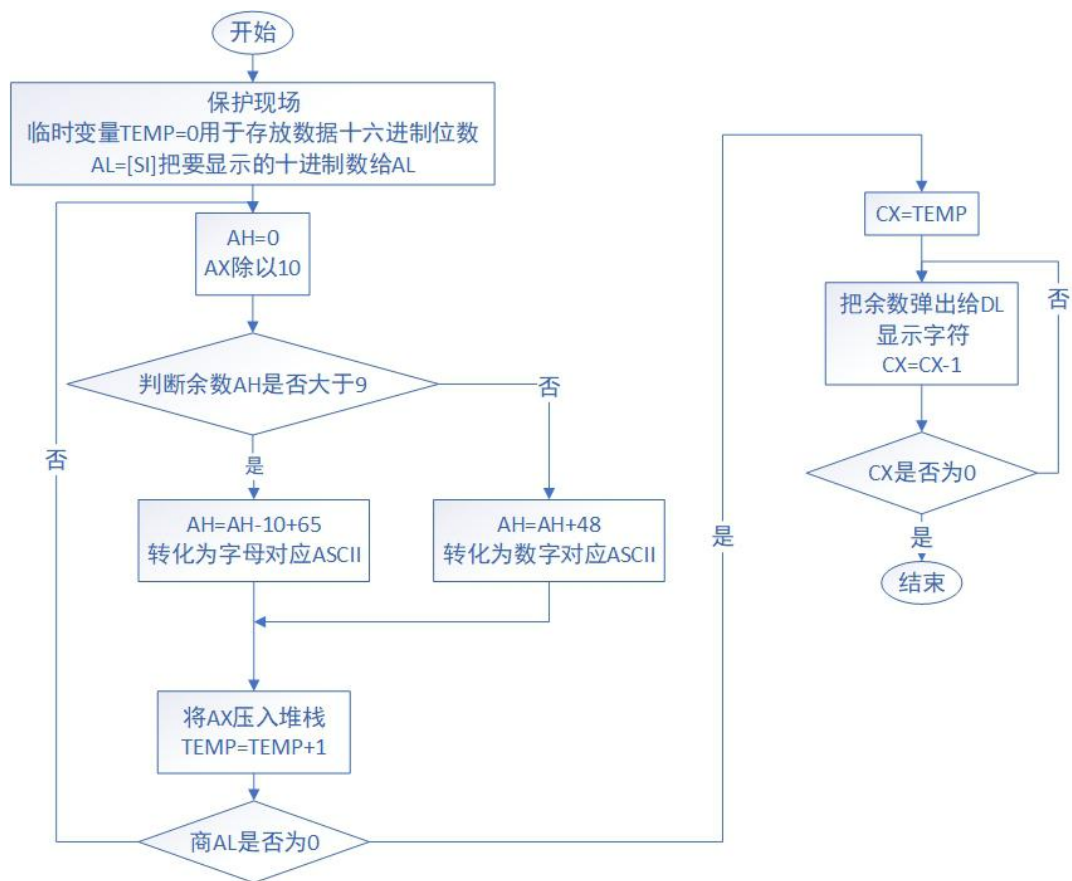 开始
保护现场
临时变量TEMP=0用于存放数据十六进制位数
AL=[SI]把要显示的十进制数给AL
AH=0
AX除以10
判断余数AH是否大于9
否
是
AH=AH-10+65
转化为字母对应ASCII
AH=AH+48
转化为数字对应ASCII
将AX压入堆栈
TEMP=TEMP+1
商AL是否为0
否
是
CX=TEMP
把余数弹出给DL
显示字符
CX=CX-1
否
CX是否为0
是
结束